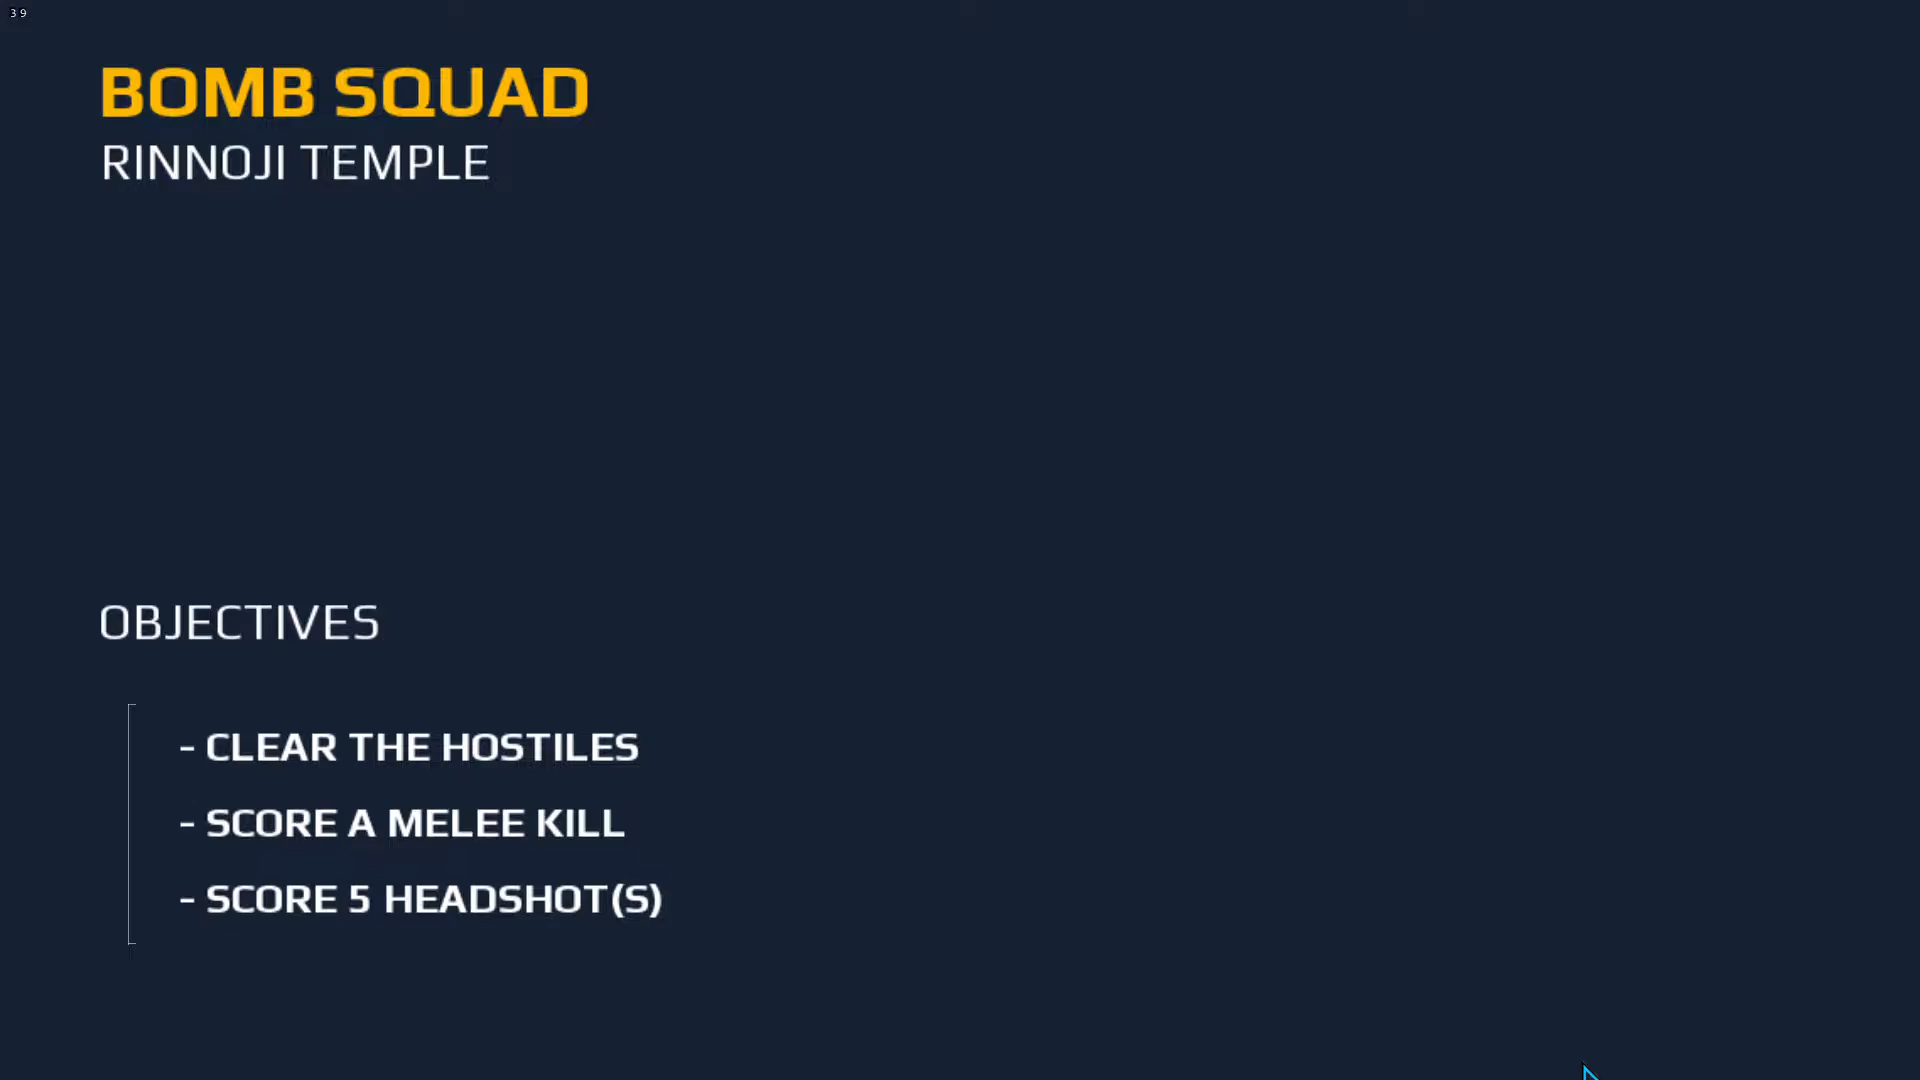 39
BOMB SQUAD
RINNOJI TEMPLE
OBJECTIVES
- CLEAR THE HOSTILES
- SCORE A MELEE KILL
- SCORE 5 HEADSHOT(S)